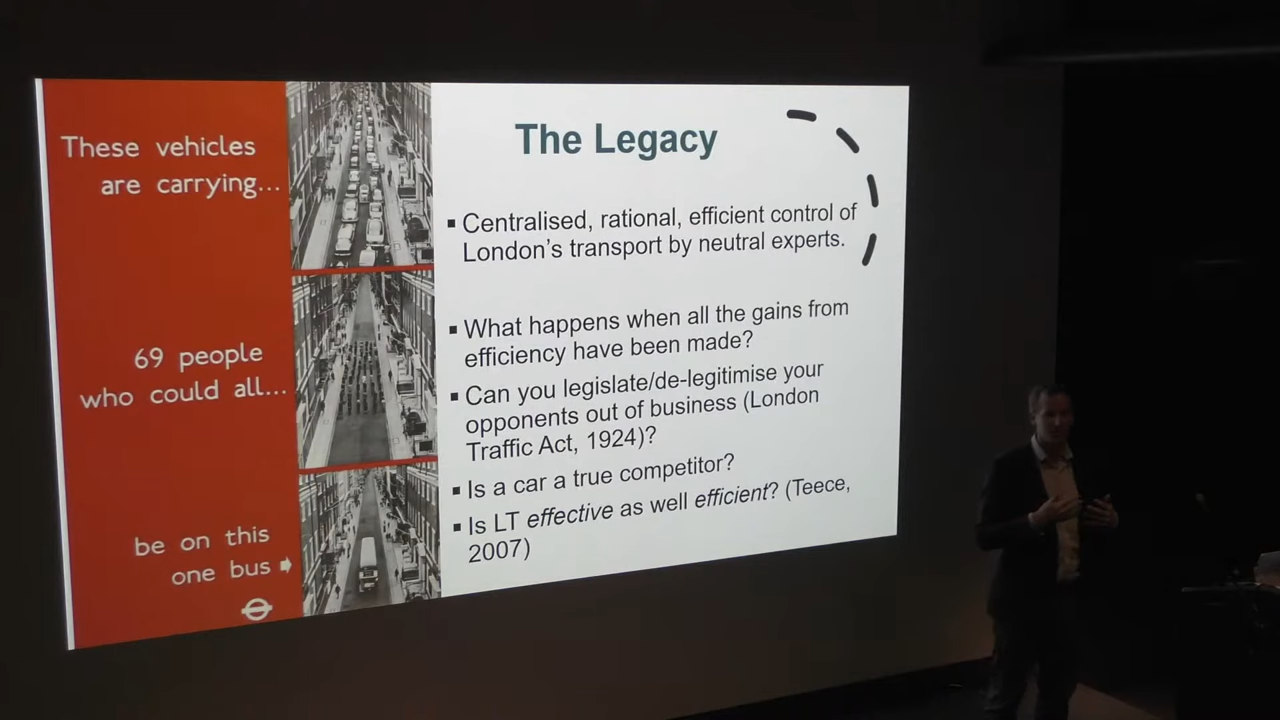 These vehicles
are carrying...
69 people
who could all...
be on this
one bus
The Legacy
▪ Centralised, rational, efficient control of
London's transport by neutral experts.
▪ What happens when all the gains from
efficiency have been made?
▪ Can you legislate/de-legitimise your
opponents out of business (London
Traffic Act, 1924)?
▪ Is a car a true competitor?
▪ Is LT effective as well efficient? (Teece,
2007)